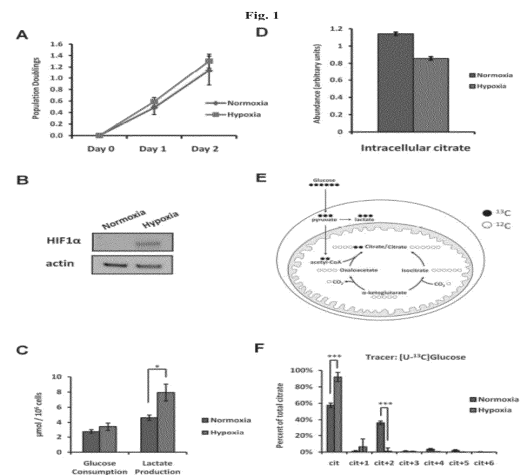 Fig. 1
A
Population Doublings
1.6
1.4
1.2
1.0
0.8
0.6
0.4
0.2
0.0
Day 0 Day 1 Day 2
Normoxia
Hypoxia
D
Abundance (arbitrary units)
1.2
1
0.8
0.6
0.4
0.2
0
Intracellular citrate
Normoxia
Hypoxia
B
Normoxia
Hypoxia
HIF1α
actin
E
Glucose
pyruvate
lactate
acetyl-CoA
Citrate/Citrate
Oxaloacetate
Isocitrate
CO₂
CO₂
α-ketoglutarate
¹³C
¹²C
C
μmol / 10⁶ cells
10
8
6
4
2
0
*
Glucose Consumption
Lactate Production
Normoxia
Hypoxia
F
Tracer: [U-¹³C]Glucose
Percent of total citrate
100%
80%
60%
40%
20%
0%
***
***
cit cit+1 cit+2 cit+3 cit+4 cit+5 cit+6
Normoxia
Hypoxia